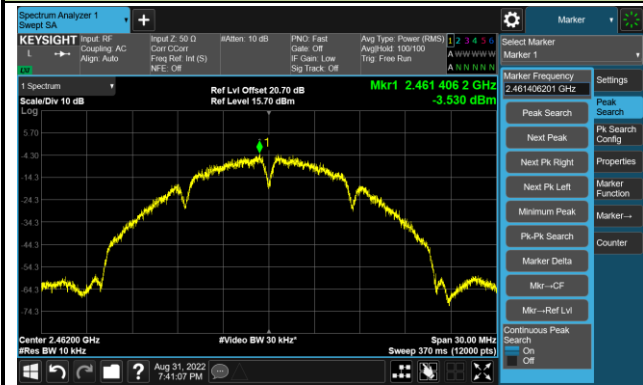 Spectrum Analyzer 1
Swept SA
Marker
KEYSIGHT
Input: RF
Coupling: AC
Align: Auto
Input Z: 50 Ω
Corr CCorr
Freq Ref: Int (S)
NFE: Off
#Atten: 10 dB
PNO: Fast
Gate: Off
IF Gain: Low
Sig Track: Off
Avg Type: Power (RMS)
Avg|Hold: 100/100
Trig: Free Run
1 2 3 4 5 6
A W W W W W
A N N N N N
L
Select Marker
Marker 1
1 Spectrum
Scale/Div 10 dB
Log
Ref Lvl Offset 20.70 dB
Ref Level 15.70 dBm
Mkr1 2.461 406 2 GHz
-3.530 dBm
Marker Frequency
2.461406201 GHz
Peak Search
Next Peak
Next Pk Right
Next Pk Left
Minimum Peak
Pk-Pk Search
Marker Delta
Mkr→CF
Mkr→Ref Lvl
Continuous Peak
Search
On
Off
Settings
Peak
Search
Pk Search
Config
Properties
Marker
Function
Marker→
Counter
1
5.70
-4.30
-14.3
-24.3
-34.3
-44.3
-54.3
-64.3
-74.3
Center 2.46200 GHz
#Res BW 10 kHz
#Video BW 30 kHz*
Span 30.00 MHz
Sweep 370 ms (12000 pts)
Aug 31, 2022
7:41:07 PM